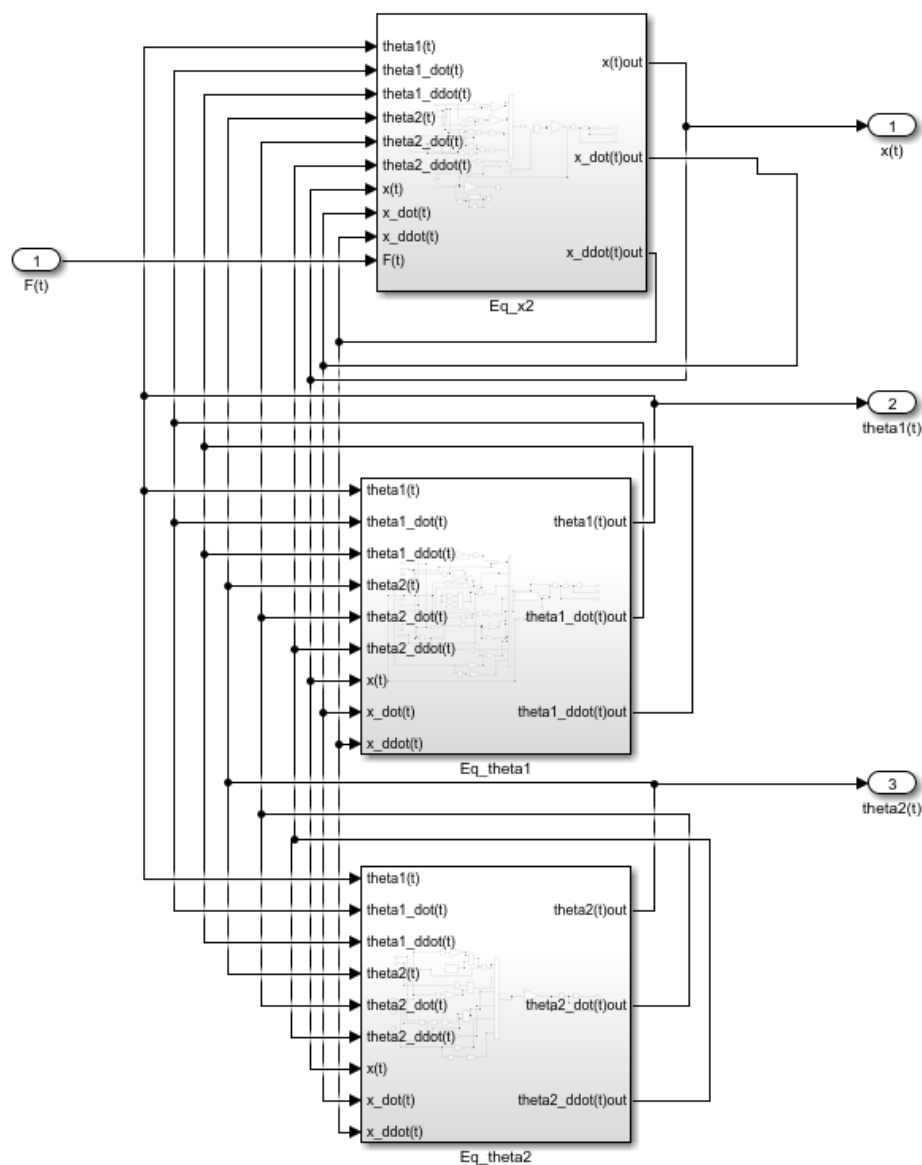 theta1(t)
theta1_dot(t)
theta1_ddot(t)
theta2(t)
theta2_dot(t)
theta2_ddot(t)
x(t)
x_dot(t)
x_ddot(t)
F(t)
x(t)out
x_dot(t)out
x_ddot(t)out
Eq_x2
1
F(t)
1
x(t)
2
theta1(t)
theta1(t)
theta1_dot(t)
theta1_ddot(t)
theta2(t)
theta2_dot(t)
theta2_ddot(t)
x(t)
x_dot(t)
x_ddot(t)
theta1(t)out
theta1_dot(t)out
theta1_ddot(t)out
Eq_theta1
3
theta2(t)
theta1(t)
theta1_dot(t)
theta1_ddot(t)
theta2(t)
theta2_dot(t)
theta2_ddot(t)
x(t)
x_dot(t)
x_ddot(t)
theta2(t)out
theta2_dot(t)out
theta2_ddot(t)out
Eq_theta2